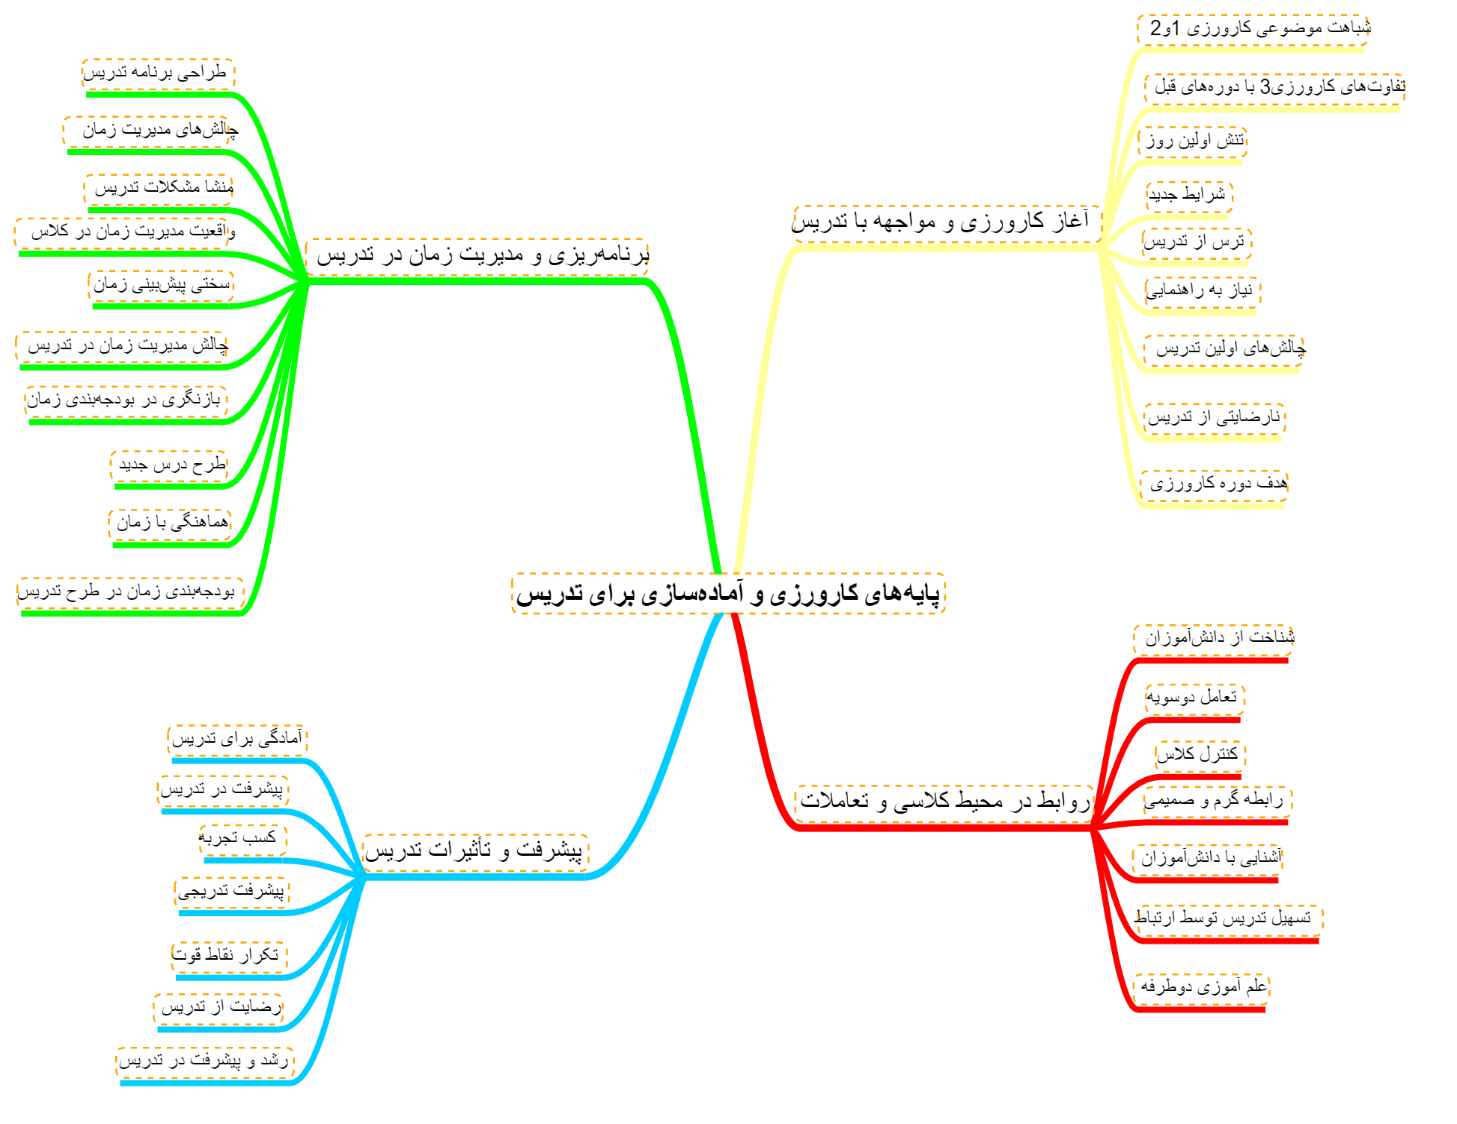 پایه‌های کارورزی و آماده‌سازی برای تدریس
آغاز کارورزی و مواجهه با تدریس
شباهت موضوعی کارورزی 1و2
تفاوت‌های کارورزی3 با دوره‌های قبل
تنش اولین روز
شرایط جدید
ترس از تدریس
نیاز به راهنمایی
چالش‌های اولین تدریس
نارضایتی از تدریس
هدف دوره کارورزی
روابط در محیط کلاسی و تعاملات
شناخت از دانش‌آموزان
تعامل دوسویه
کنترل کلاس
رابطه گرم و صمیمی
آشنایی با دانش‌آموزان
تسهیل تدریس توسط ارتباط
علم آموزی دوطرفه
برنامه‌ریزی و مدیریت زمان در تدریس
طراحی برنامه تدریس
چالش‌های مدیریت زمان
منشا مشکلات تدریس
واقعیت مدیریت زمان در کلاس
سختی پیش‌بینی زمان
چالش مدیریت زمان در تدریس
بازنگری در بودجه‌بندی زمان
طرح درس جدید
هماهنگی با زمان
بودجه‌بندی زمان در طرح تدریس
پیشرفت و تأثیرات تدریس
آمادگی برای تدریس
پیشرفت در تدریس
کسب تجربه
پیشرفت تدریجی
تکرار نقاط قوت
رضایت از تدریس
رشد و پیشرفت در تدریس